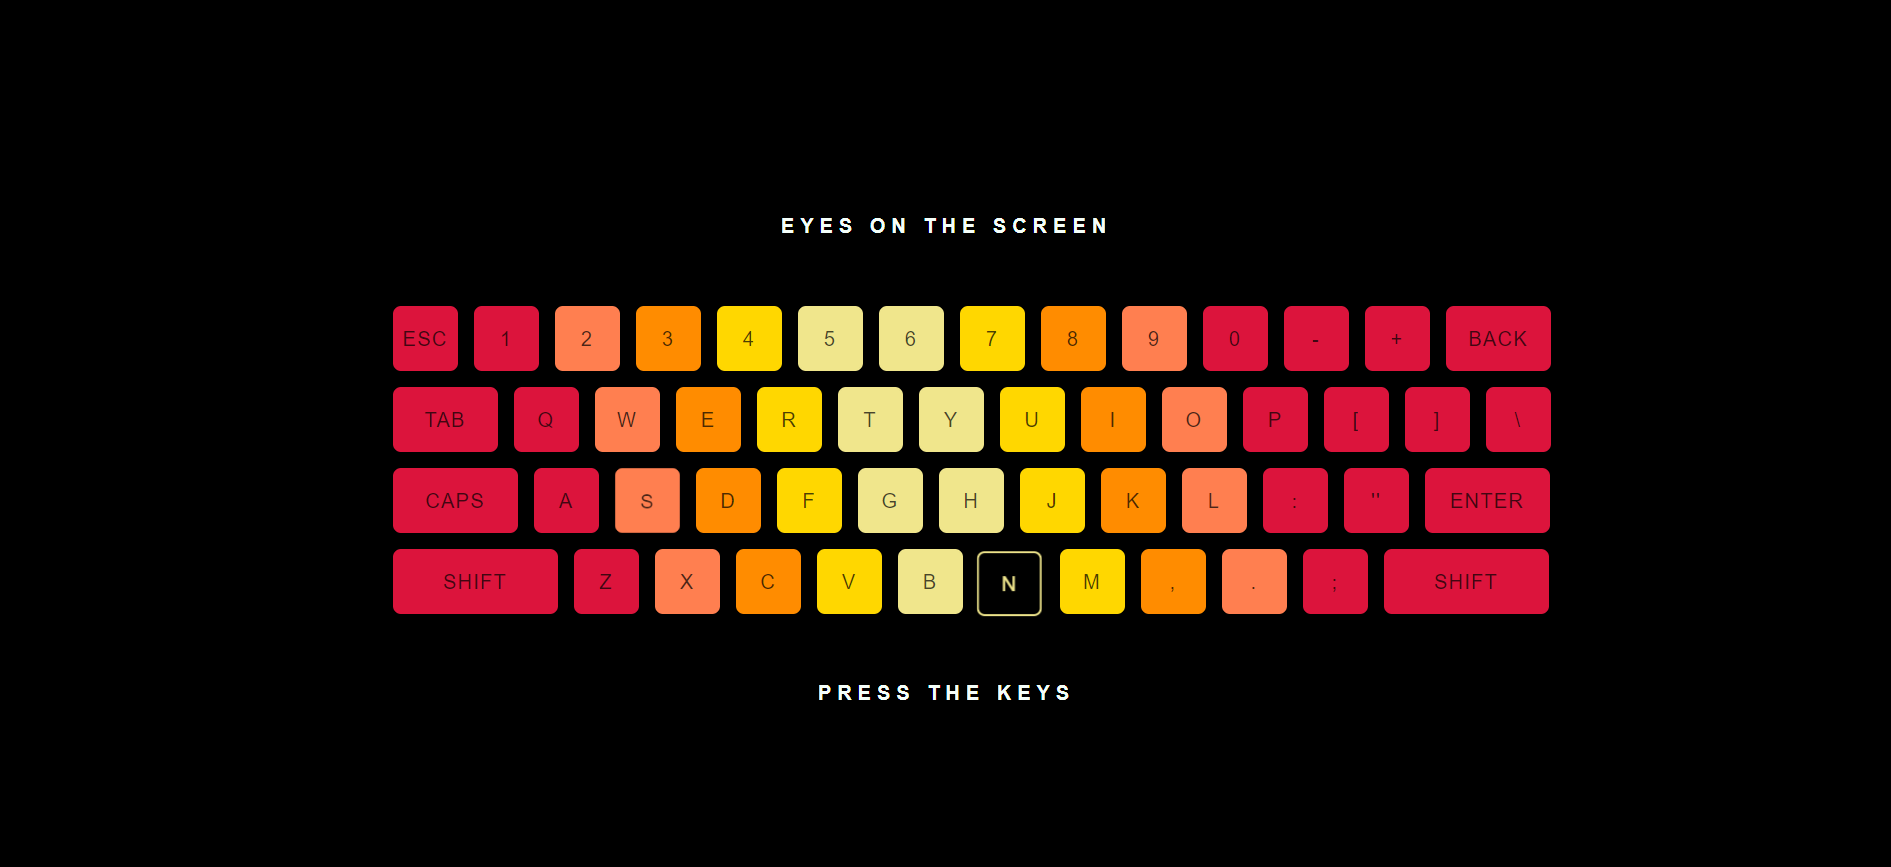 EYES ON THE SCREEN
ESC 1 2 3 4 5 6 7 8 9 0 - + BACK
TAB Q W E R T Y U I O P [ ] \
CAPS A S D F G H J K L : " ENTER
SHIFT Z X C V B N M , . ; SHIFT
PRESS THE KEYS